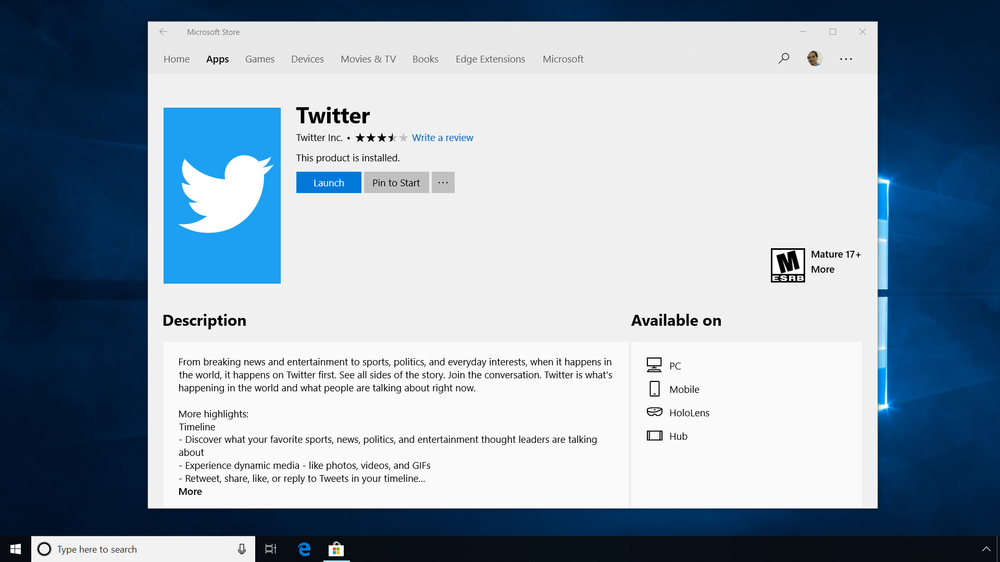 Microsoft Store
Home Apps Games Devices Movies & TV Books Edge Extensions Microsoft
Twitter
Twitter Inc. • Write a review
This product is installed.
Launch Pin to Start ...
M
ESRB
Mature 17+
More
Description
From breaking news and entertainment to sports, politics, and everyday interests, when it happens in
the world, it happens on Twitter first. See all sides of the story. Join the conversation. Twitter is what's
happening in the world and what people are talking about right now.
More highlights:
Timeline
- Discover what your favorite sports, news, politics, and entertainment thought leaders are talking
about
- Experience dynamic media - like photos, videos, and GIFs
- Retweet, share, like, or reply to Tweets in your timeline...
More
Available on
PC
Mobile
HoloLens
Hub
Type here to search